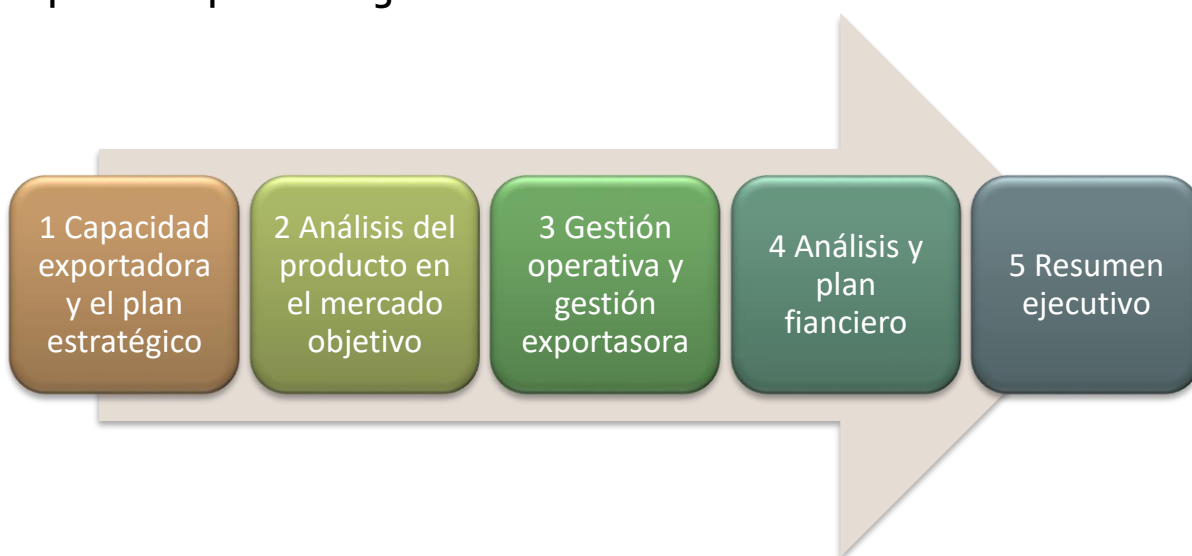 1 Capacidad
exportadora
y el plan
estratégico
2 Análisis del
producto en
el mercado
objetivo
3 Gestión
operativa y
gestión
exportasora
4 Análisis y
plan
fianciero
5 Resumen
ejecutivo